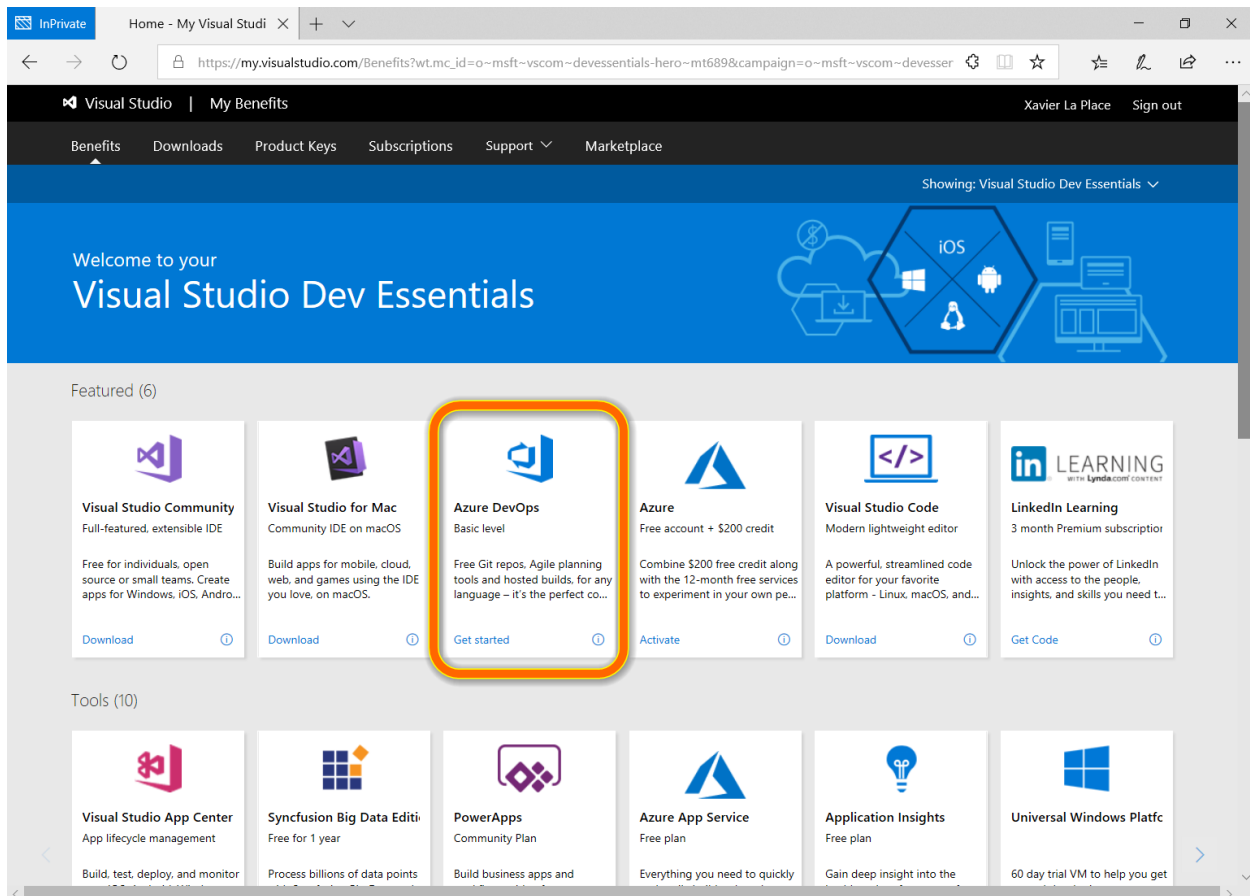 InPrivate
Home - My Visual Studi
https://my.visualstudio.com/Benefits?wt.mc_id=o~msft~vscom~devessentials-hero~mt689&campaign=o~msft~vscom~devesser
Visual Studio | My Benefits
Xavier La Place Sign out
Benefits Downloads Product Keys Subscriptions Support Marketplace
Showing: Visual Studio Dev Essentials
Welcome to your
Visual Studio Dev Essentials
iOS
Featured (6)
Visual Studio Community
Full-featured, extensible IDE
Free for individuals, open
source or small teams. Create
apps for Windows, iOS, Andro...
Download
Visual Studio for Mac
Community IDE on macOS
Build apps for mobile, cloud,
web, and games using the IDE
you love, on macOS.
Download
Azure DevOps
Basic level
Free Git repos, Agile planning
tools and hosted builds, for any
language – it's the perfect co...
Get started
Azure
Free account + $200 credit
Combine $200 free credit along
with the 12-month free services
to experiment in your own pe...
Activate
</>
Visual Studio Code
Modern lightweight editor
A powerful, streamlined code
editor for your favorite
platform - Linux, macOS, and...
Download
in LEARNING
WITH Lynda.com CONTENT
LinkedIn Learning
3 month Premium subscription
Unlock the power of LinkedIn
with access to the people,
insights, and skills you need t...
Get Code
Tools (10)
Visual Studio App Center
App lifecycle management
Build, test, deploy, and monitor
Syncfusion Big Data Editi
Free for 1 year
Process billions of data points
PowerApps
Community Plan
Build business apps and
Azure App Service
Free plan
Everything you need to quickly
Application Insights
Free plan
Gain deep insight into the
Universal Windows Platfc
60 day trial VM to help you get